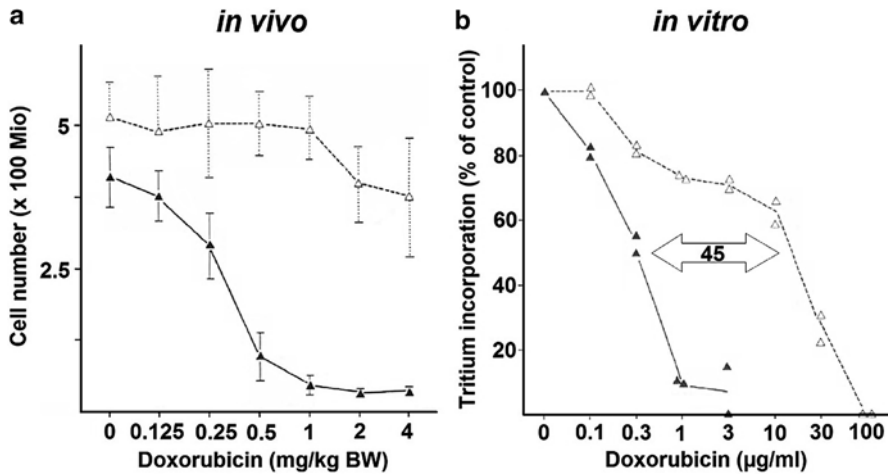 a
in vivo
Cell number (x 100 Mio)
5
2.5
0 0.125 0.25 0.5 1 2 4
Doxorubicin (mg/kg BW)
b
in vitro
Tritium incorporation (% of control)
100
80
60
40
20
45
0 0.1 0.3 1 3 10 30 100
Doxorubicin (µg/ml)